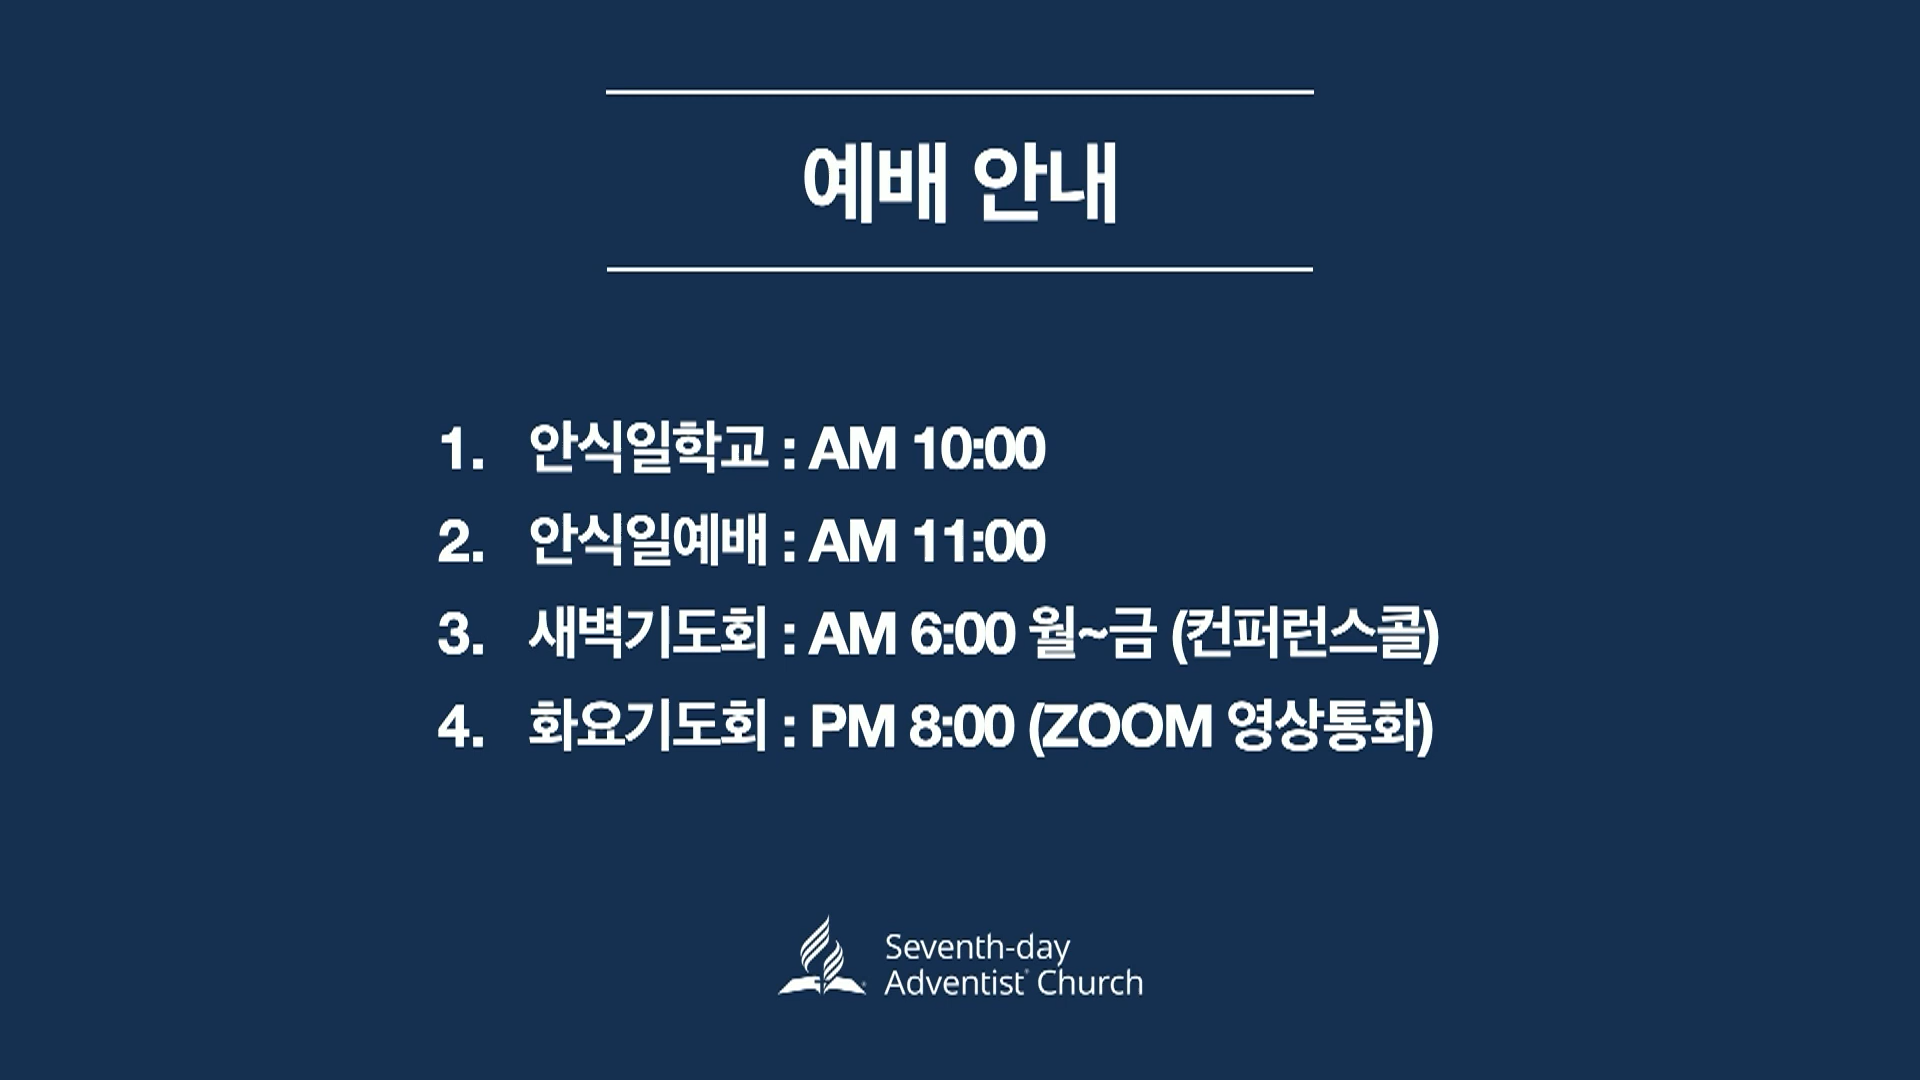 예배 안내
1. 안식일학교 : AM 10:00
2. 안식일예배 : AM 11:00
3. 새벽기도회 : AM 6:00 월~금 (컨퍼런스콜)
4. 화요기도회 : PM 8:00 (ZOOM 영상통화)
Seventh-day
Adventist® Church